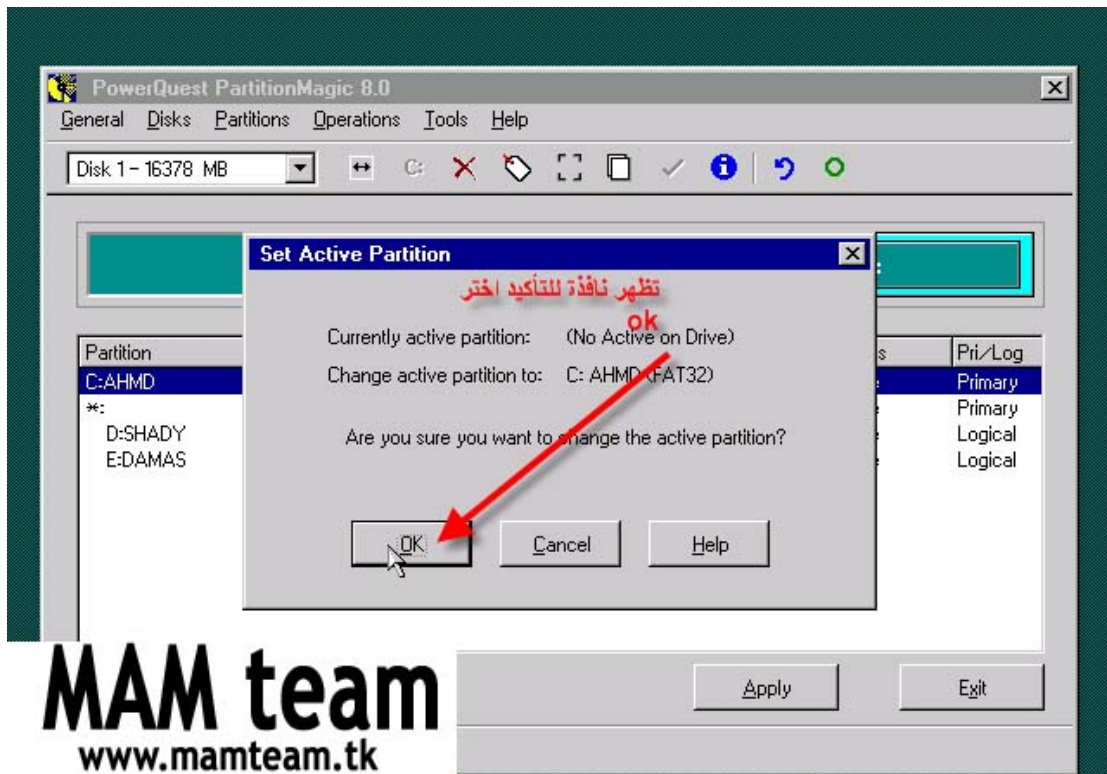 PowerQuest PartitionMagic 8.0
General Disks Partitions Operations Tools Help
Disk 1 - 16378 MB
C:
Set Active Partition
تظهر نافذة للتأكيد اختر
ok
Currently active partition: (No Active on Drive)
Change active partition to: C: AHMD (FAT32)
Are you sure you want to change the active partition?
OK Cancel Help
Partition Pri/Log
C:AHMD Primary
*: Primary
D:SHADY Logical
E:DAMAS Logical
Apply Exit
MAM team
www.mamteam.tk